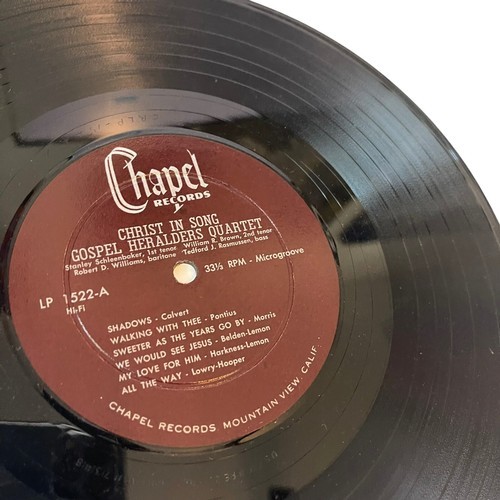 Chapel
RECORDS
CHRIST IN SONG
GOSPEL HERALDERS QUARTET
Stanley Schleenbaker, 1st tenor William R. Brown, 2nd tenor
Robert D. Williams, baritone Tedford J. Rasmussen, bass
LP 1522-A
Hi-Fi
33⅓ RPM - Microgroove
SHADOWS - Calvert
WALKING WITH THEE - Pontius
SWEETER AS THE YEARS GO BY - Morris
WE WOULD SEE JESUS - Belden-Lemon
MY LOVE FOR HIM - Harkness-Lemon
ALL THE WAY - Lowry-Hooper
CHAPEL RECORDS MOUNTAIN VIEW, CALIF.